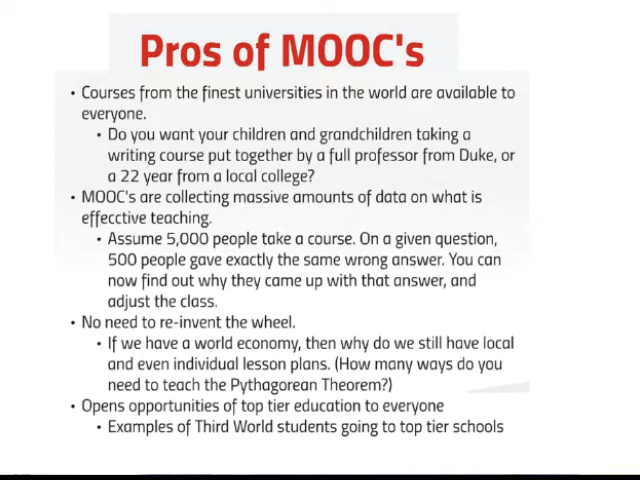 Pros of MOOC's
• Courses from the finest universities in the world are available to
everyone.
• Do you want your children and grandchildren taking a
writing course put together by a full professor from Duke, or
a 22 year from a local college?
• MOOC's are collecting massive amounts of data on what is
effecctive teaching.
• Assume 5,000 people take a course. On a given question,
500 people gave exactly the same wrong answer. You can
now find out why they came up with that answer, and
adjust the class.
• No need to re-invent the wheel.
• If we have a world economy, then why do we still have local
and even individual lesson plans. (How many ways do you
need to teach the Pythagorean Theorem?)
• Opens opportunities of top tier education to everyone
• Examples of Third World students going to top tier schools